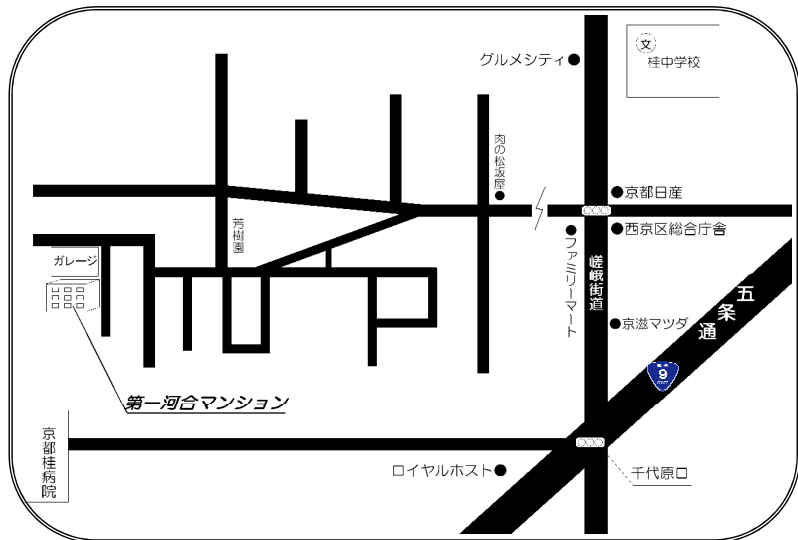 文
桂中学校
グルメシティ
肉の松坂屋
京都日産
西京区総合庁舎
芳樹園
ファミリーマート
嵯峨街道
ガレージ
五条通
京滋マツダ
9
第一河合マンション
京都桂病院
ロイヤルホスト
千代原口